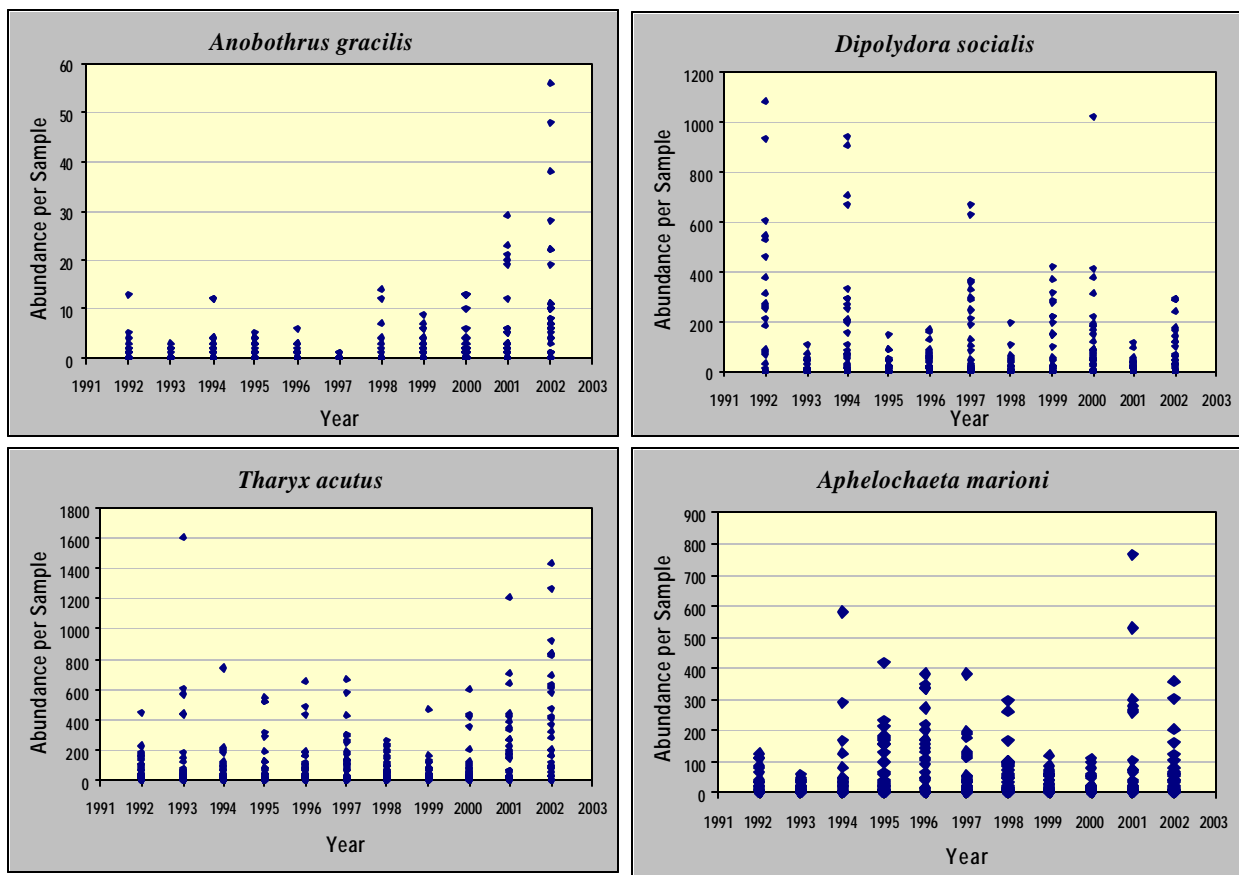 Anobothrus gracilis
Abundance per Sample
60
50
40
30
20
10
0
1991 1992 1993 1994 1995 1996 1997 1998 1999 2000 2001 2002 2003
Year
Dipolydora socialis
Abundance per Sample
1200
1000
800
600
400
200
0
1991 1992 1993 1994 1995 1996 1997 1998 1999 2000 2001 2002 2003
Year
Tharyx acutus
Abundance per Sample
1800
1600
1400
1200
1000
800
600
400
200
0
1991 1992 1993 1994 1995 1996 1997 1998 1999 2000 2001 2002 2003
Year
Aphelochaeta marioni
Abundance per Sample
900
800
700
600
500
400
300
200
100
0
1991 1992 1993 1994 1995 1996 1997 1998 1999 2000 2001 2002 2003
Year